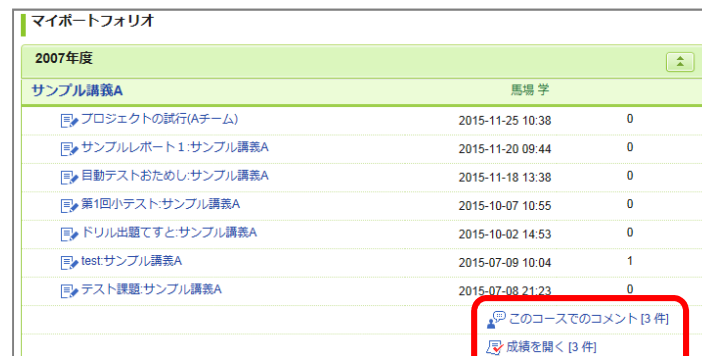 マイポートフォリオ
2007年度
サンプル講義A 馬場 学
プロジェクトの試行(Aチーム) 2015-11-25 10:38 0
サンプルレポート１:サンプル講義A 2015-11-20 09:44 0
自動テストおためし:サンプル講義A 2015-11-18 13:38 0
第1回小テスト:サンプル講義A 2015-10-07 10:55 0
ドリル出題てすと:サンプル講義A 2015-10-02 14:53 0
test:サンプル講義A 2015-07-09 10:04 1
テスト課題:サンプル講義A 2015-07-08 21:23 0
このコースでのコメント [3 件]
成績を開く [3 件]